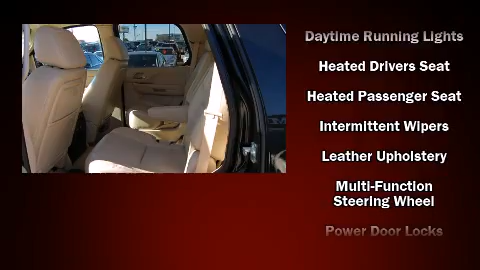 Daytime Running Lights
Heated Drivers Seat
Heated Passenger Seat
Intermittent Wipers
Leather Upholstery
Multi-Function
Steering Wheel
Power Door Locks